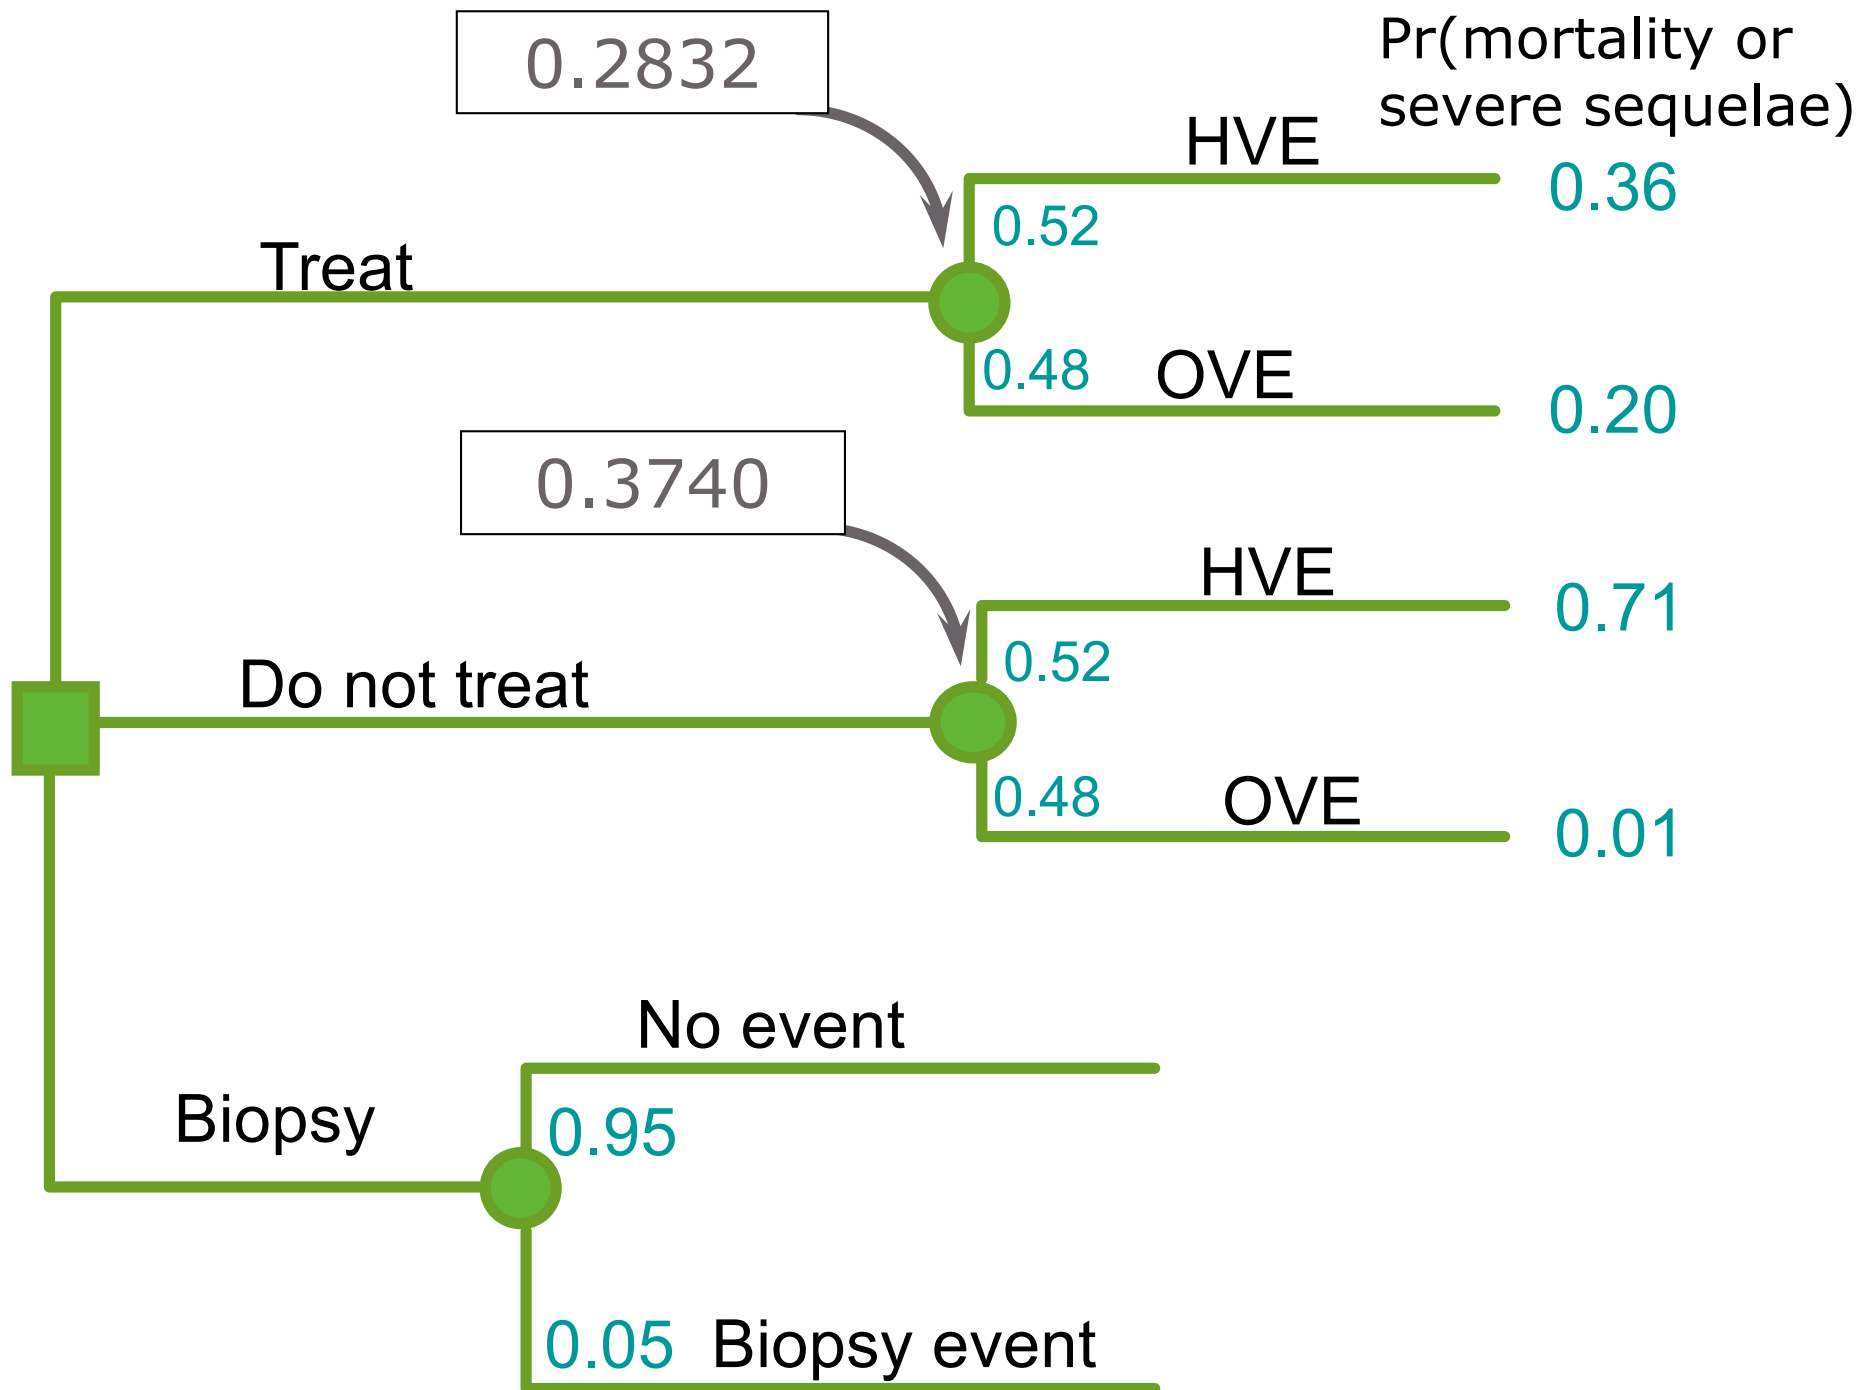 Pr(mortality or
severe sequelae)
0.2832
HVE
0.36
0.52
Treat
0.48
OVE
0.20
0.3740
HVE
0.71
0.52
Do not treat
0.48
OVE
0.01
No event
Biopsy
0.95
0.05
Biopsy event